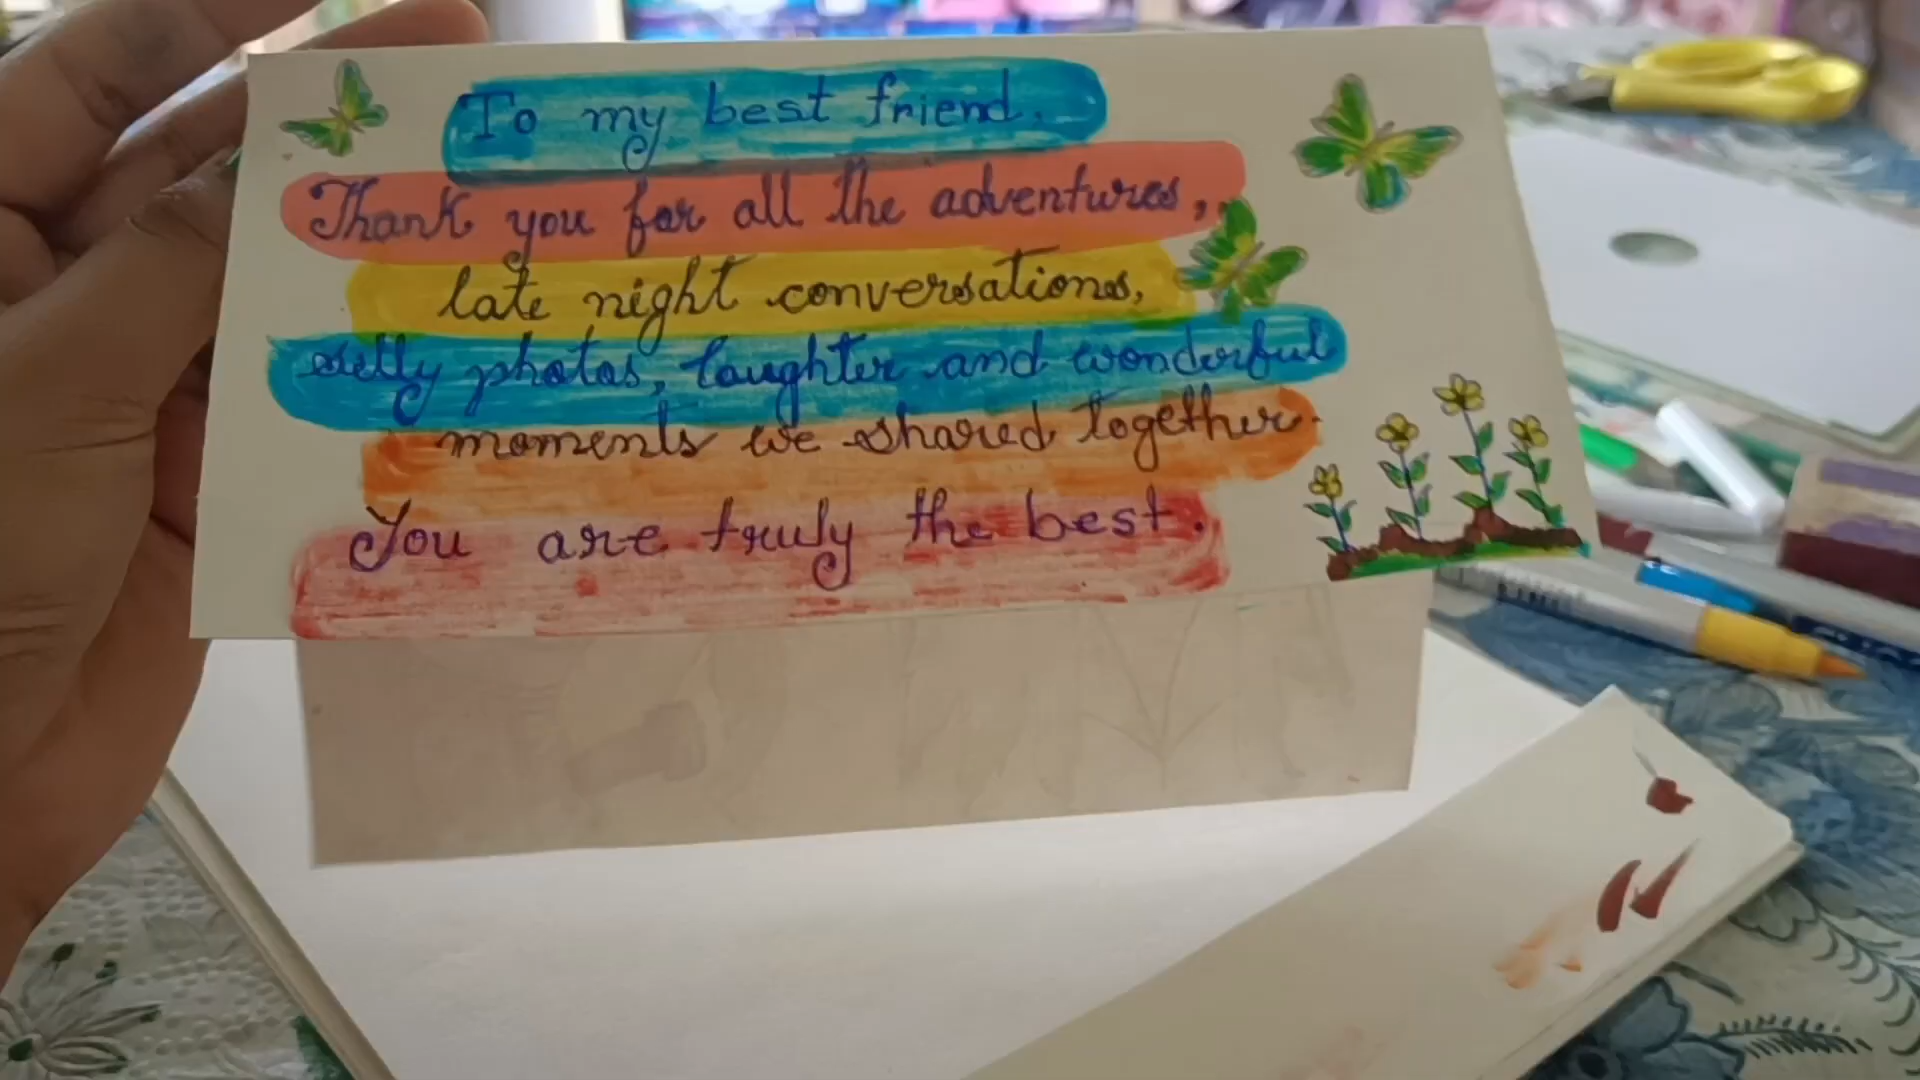 To my best friend,
Thank you for all the adventures,
late night conversations,
silly photos, laughter and wonderful
moments we shared together.
You are truly the best.